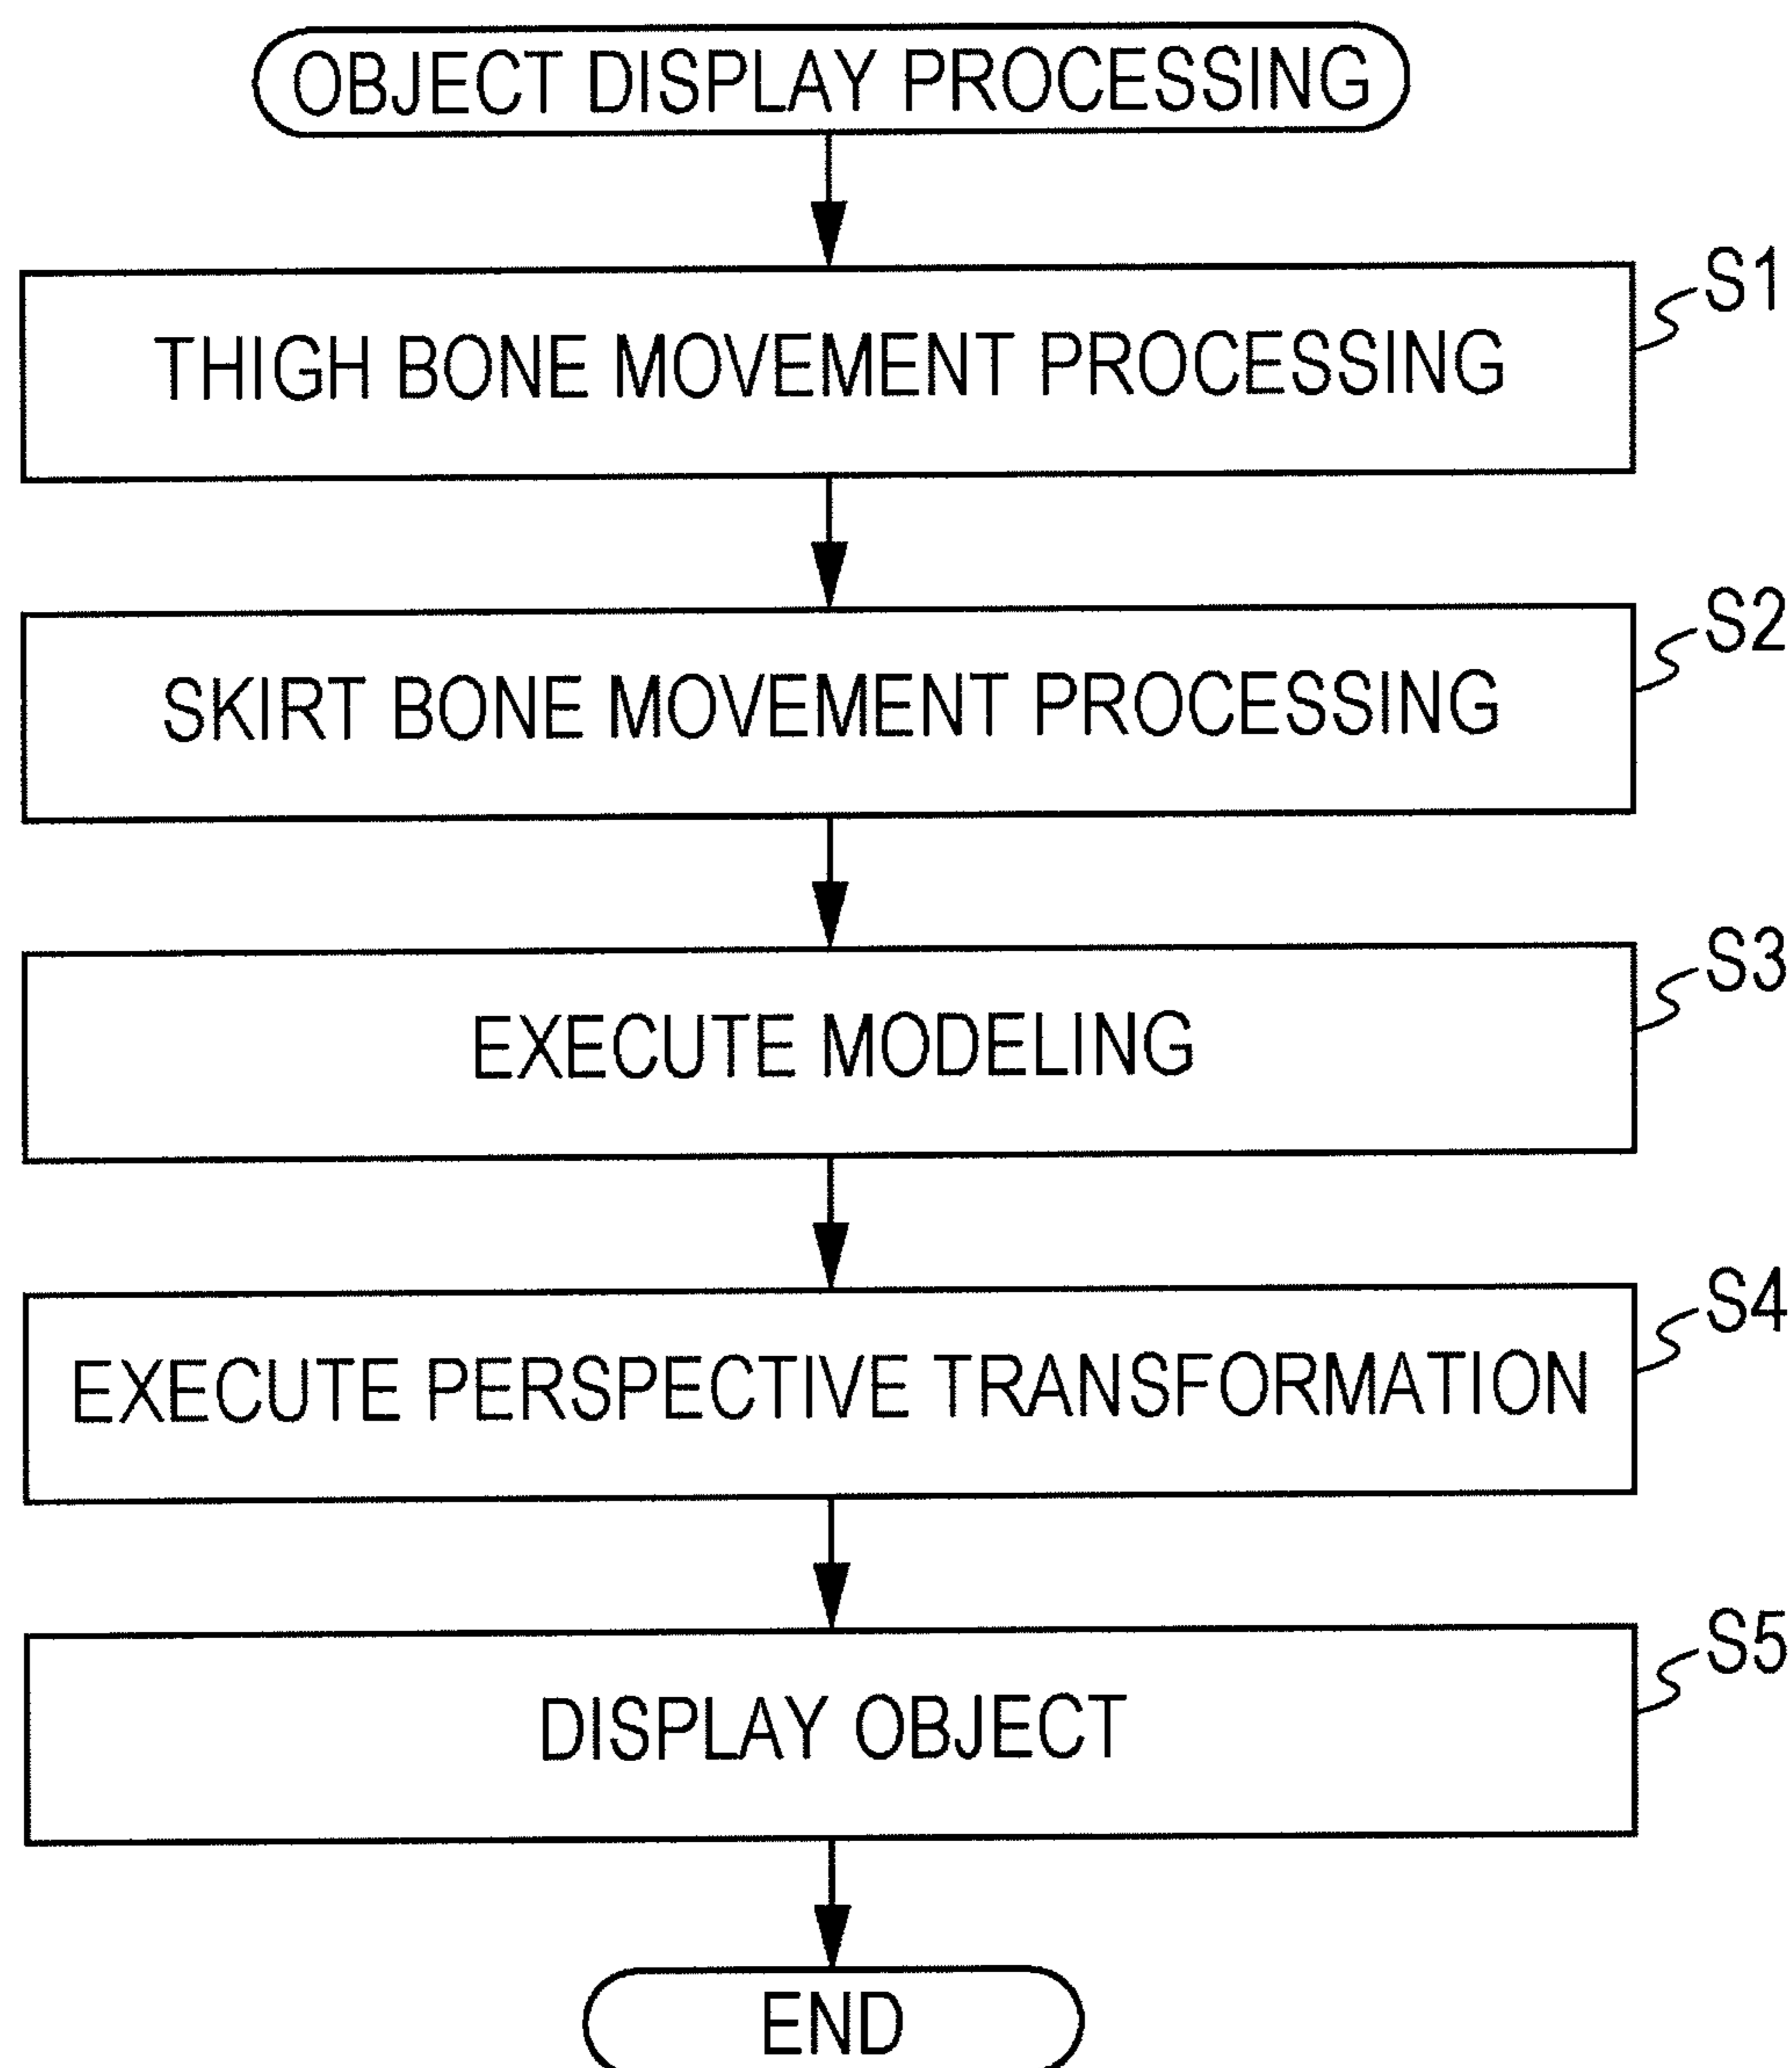 OBJECT DISPLAY PROCESSING
S1
THIGH BONE MOVEMENT PROCESSING
S2
SKIRT BONE MOVEMENT PROCESSING
S3
EXECUTE MODELING
S4
EXECUTE PERSPECTIVE TRANSFORMATION
S5
DISPLAY OBJECT
END